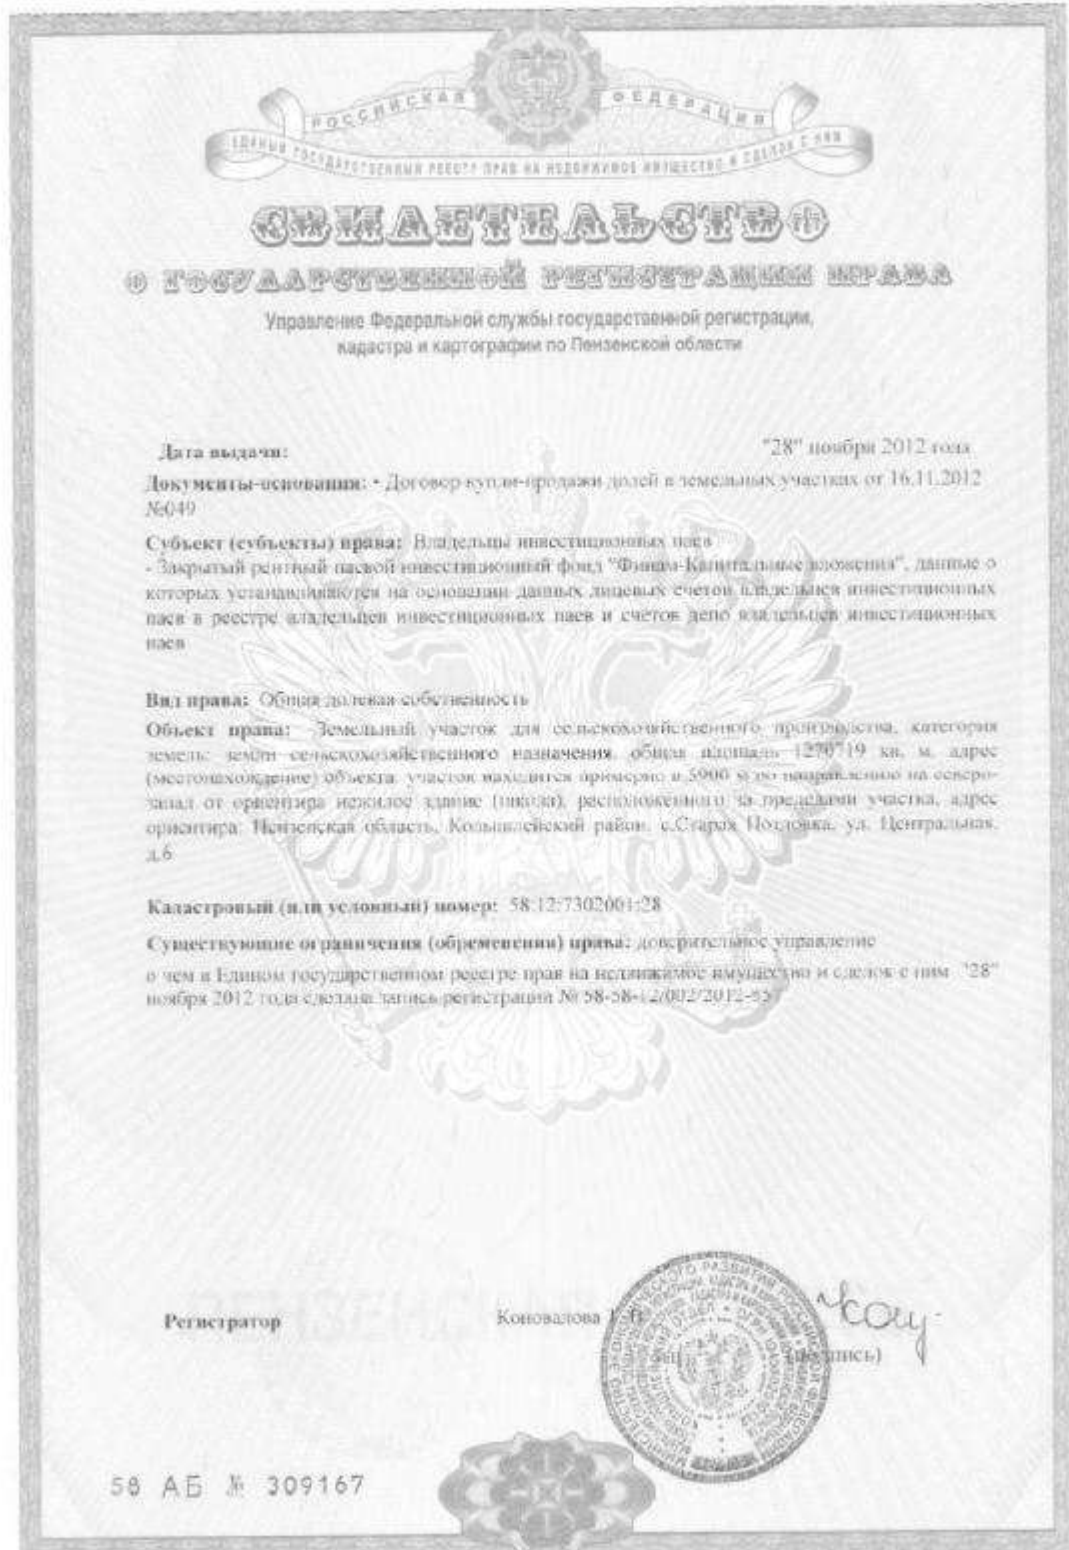 РОССИЙСКАЯ ФЕДЕРАЦИЯ
ЕДИНЫЙ ГОСУДАРСТВЕННЫЙ РЕЕСТР ПРАВ НА НЕДВИЖИМОЕ ИМУЩЕСТВО И СДЕЛОК С НИМ
СВИДЕТЕЛЬСТВО
О ГОСУДАРСТВЕННОЙ РЕГИСТРАЦИИ ПРАВА
Управление Федеральной службы государственной регистрации,
кадастра и картографии по Пензенской области
Дата выдачи: "28" ноября 2012 года
Документы-основания: • Договор купли-продажи долей в земельных участках от 16.11.2012
№049
Субъект (субъекты) права: Владельцы инвестиционных паев
- Закрытый рентный паевой инвестиционный фонд "Финам-Капитальные вложения", данные о
которых устанавливаются на основании данных лицевых счетов владельцев инвестиционных
паев в реестре владельцев инвестиционных паев и счетов депо владельцев инвестиционных
паев
Вид права: Общая долевая собственность
Объект права: Земельный участок для сельскохозяйственного производства, категория
земель: земли сельскохозяйственного назначения, общая площадь 1270719 кв. м, адрес
(местонахождение) объекта: участок находится примерно в 5900 м по направлению на северо-
запад от ориентира нежилое здание (школа), расположенного за пределами участка, адрес
ориентира: Пензенская область, Колышлейский район, с.Старая Потловка, ул. Центральная,
д.6
Кадастровый (или условный) номер: 58:12:7302001:28
Существующие ограничения (обременения) права: доверительное управление
о чем в Едином государственном реестре прав на недвижимое имущество и сделок с ним "28"
ноября 2012 года сделана запись регистрации № 58-58-12/002/2012-
Регистратор Коновалова
(подпись)
58 АБ № 309167